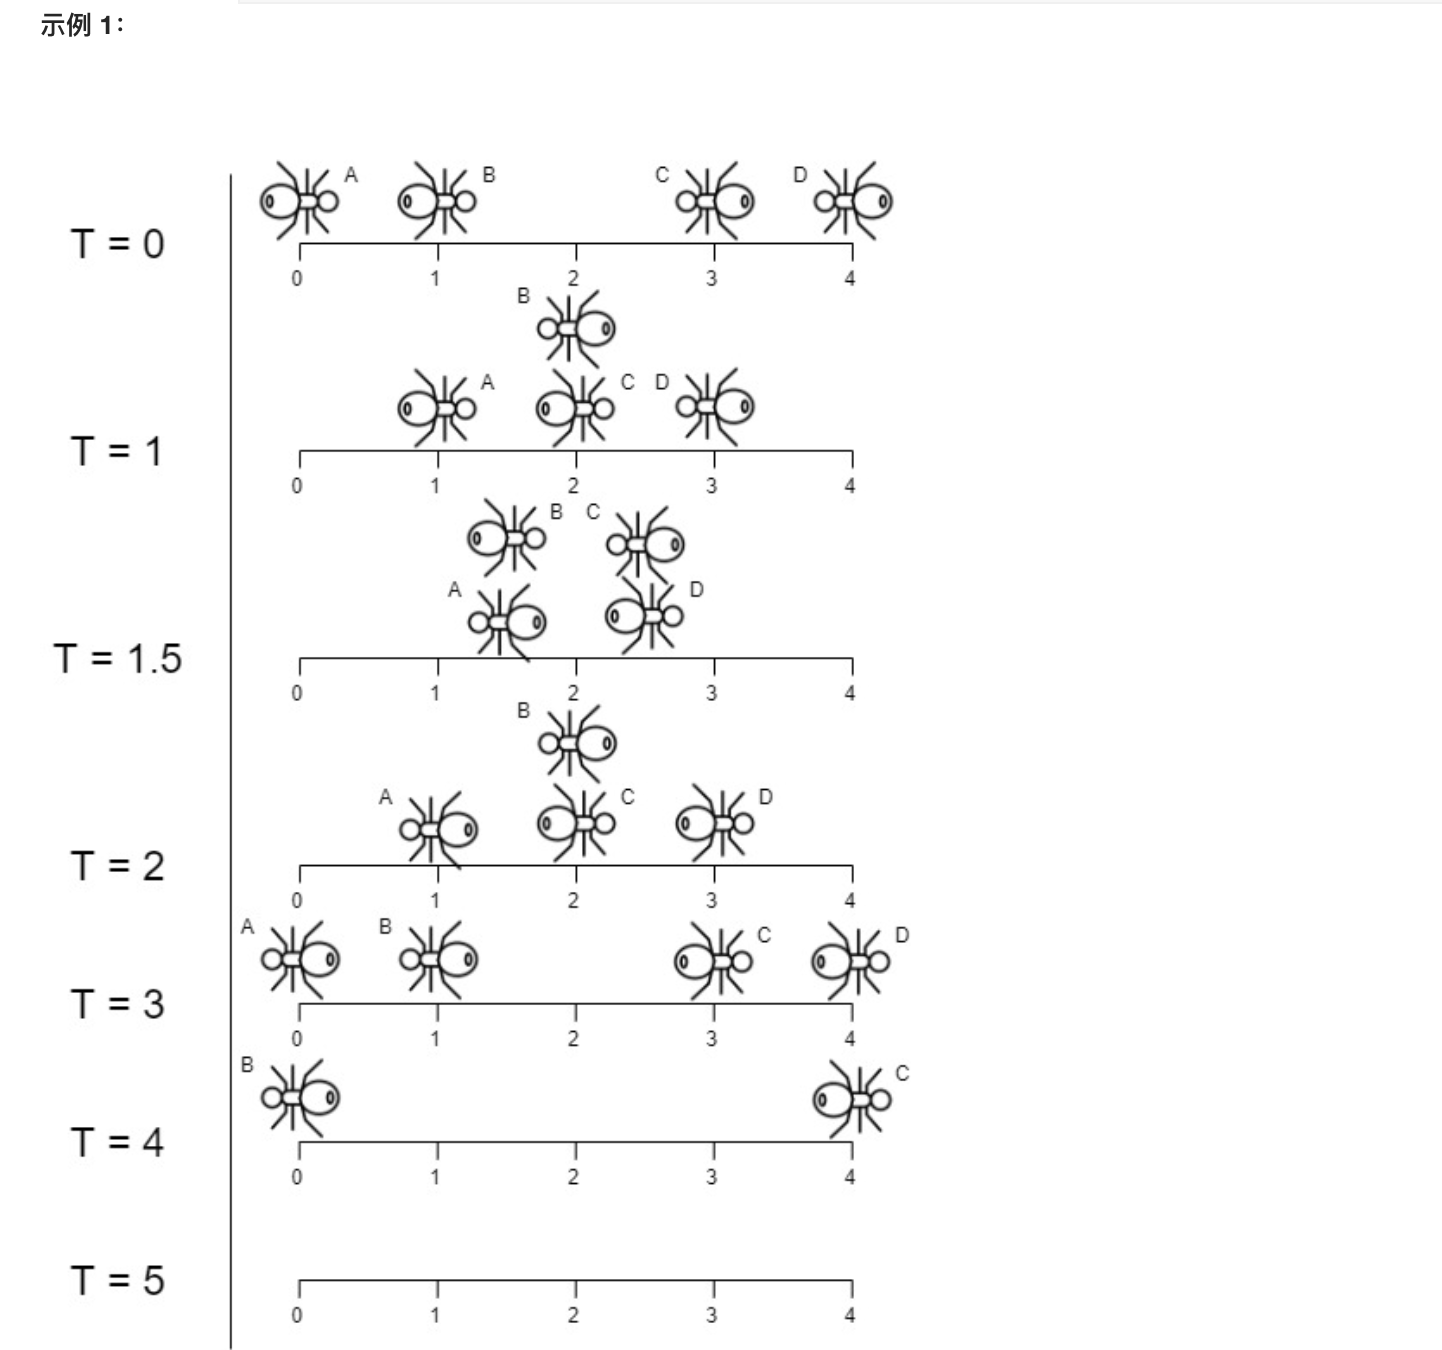 示例 1：
A B C D
T = 0
0 1 2 3 4
B
A C D
T = 1
0 1 2 3 4
B C
A D
T = 1.5
0 1 2 3 4
B
A C D
T = 2
0 1 2 3 4
A B C D
T = 3
0 1 2 3 4
B C
T = 4
0 1 2 3 4
T = 5
0 1 2 3 4